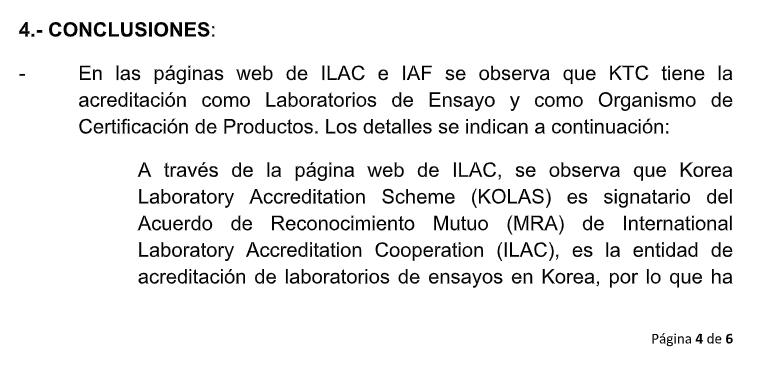 4.- CONCLUSIONES:
- En las páginas web de ILAC e IAF se observa que KTC tiene la
acreditación como Laboratorios de Ensayo y como Organismo de
Certificación de Productos. Los detalles se indican a continuación:
A través de la página web de ILAC, se observa que Korea
Laboratory Accreditation Scheme (KOLAS) es signatario del
Acuerdo de Reconocimiento Mutuo (MRA) de International
Laboratory Accreditation Cooperation (ILAC), es la entidad de
acreditación de laboratorios de ensayos en Korea, por lo que ha
Página 4 de 6